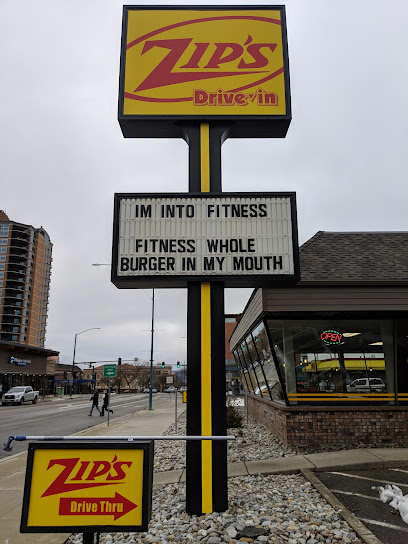 ZIP'S
Drive in
IM INTO FITNESS
FITNESS WHOLE
BURGER IN MY MOUTH
OPEN
ZIP'S
Drive Thru